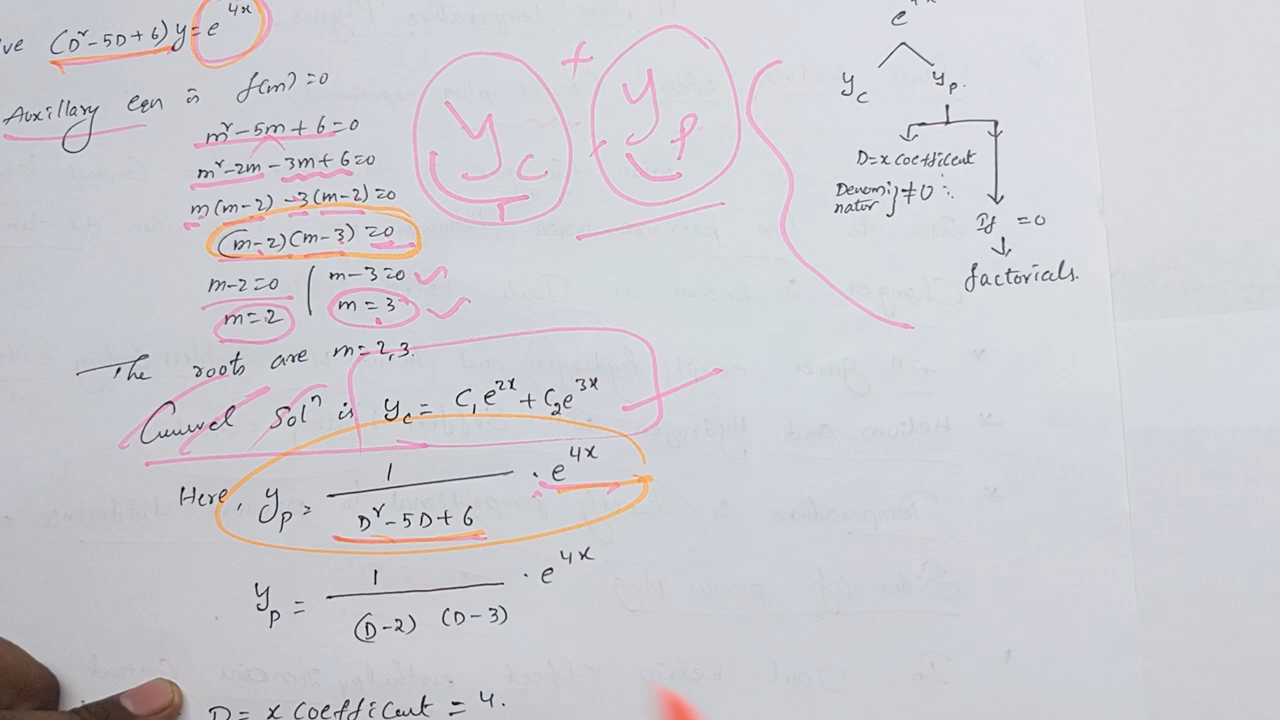 ve (D²-5D+6)y = e^4x
Auxillary eqn is f(m)=0
m²-5m+6=0
m²-2m-3m+6=0
m(m-2)-3(m-2)=0
(m-2)(m-3)=0
m-2=0 | m-3=0
m=2 | m=3
The roots are m=2,3.
Solⁿ is y_c = C₁e^2x + C₂e^3x
Here, y_p = 1/(D²-5D+6) · e^4x
y_p = 1/((D-2)(D-3)) · e^4x
D = x coefficient = 4.
y_c + y_p
y_c y_p.
D=x coefficient
Denomi nator } ≠0
If =0
factorials.